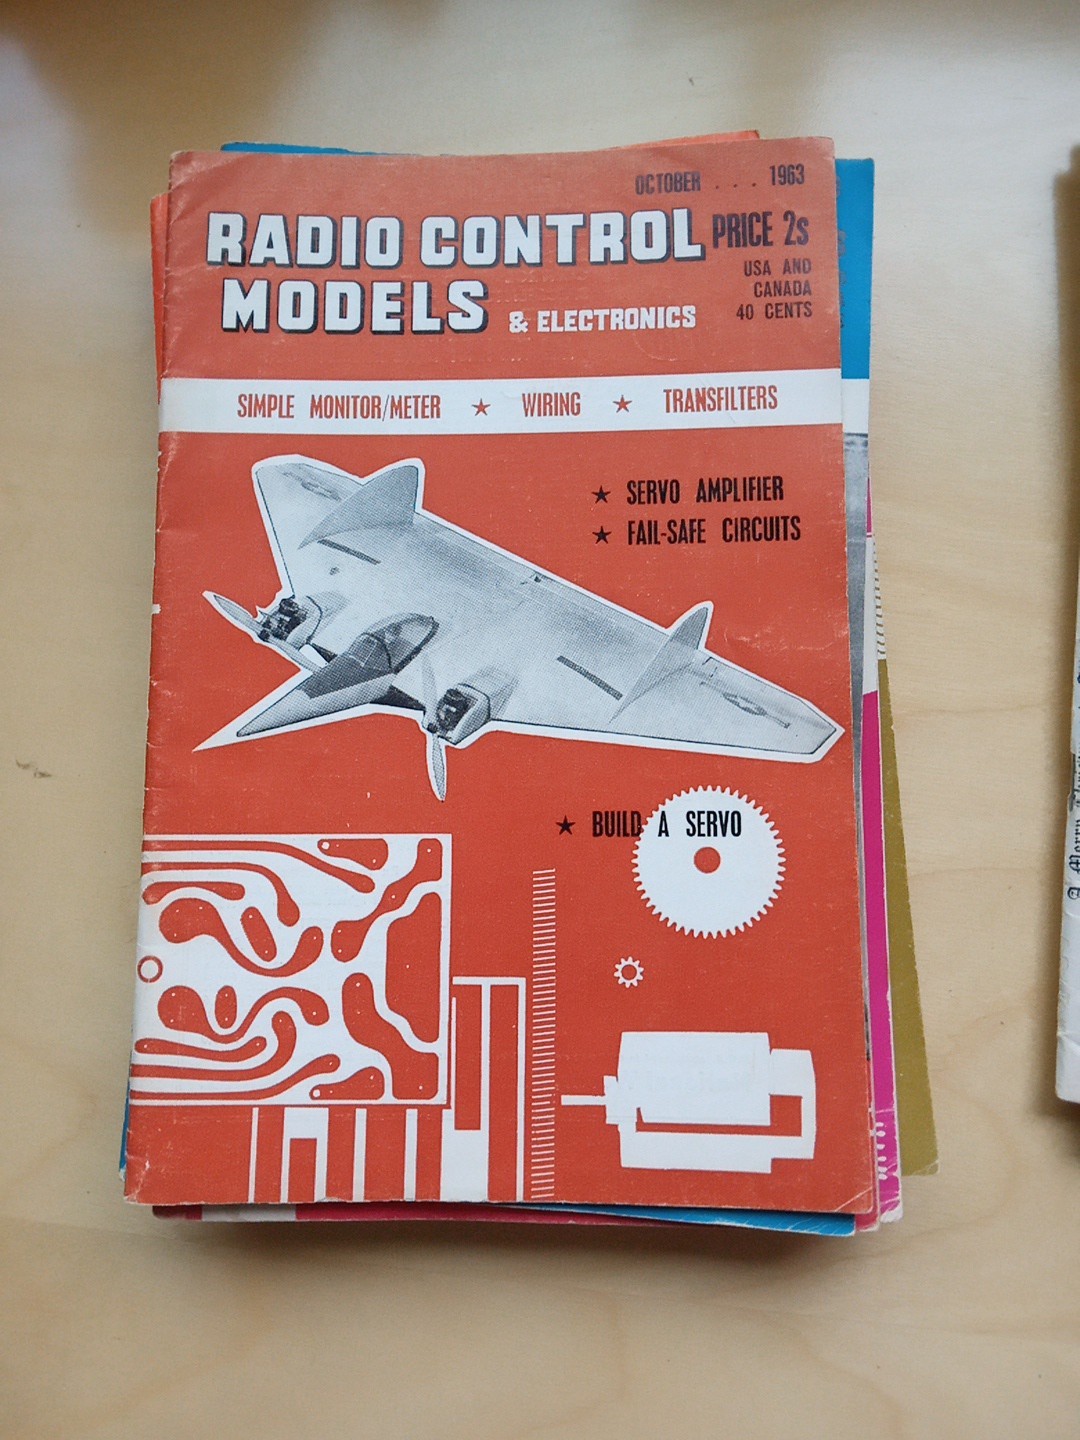 OCTOBER ... 1963
RADIO CONTROL PRICE 2s
USA AND
CANADA
40 CENTS
MODELS & ELECTRONICS
SIMPLE MONITOR/METER ★ WIRING ★ TRANSFILTERS
★ SERVO AMPLIFIER
★ FAIL-SAFE CIRCUITS
★ BUILD A SERVO